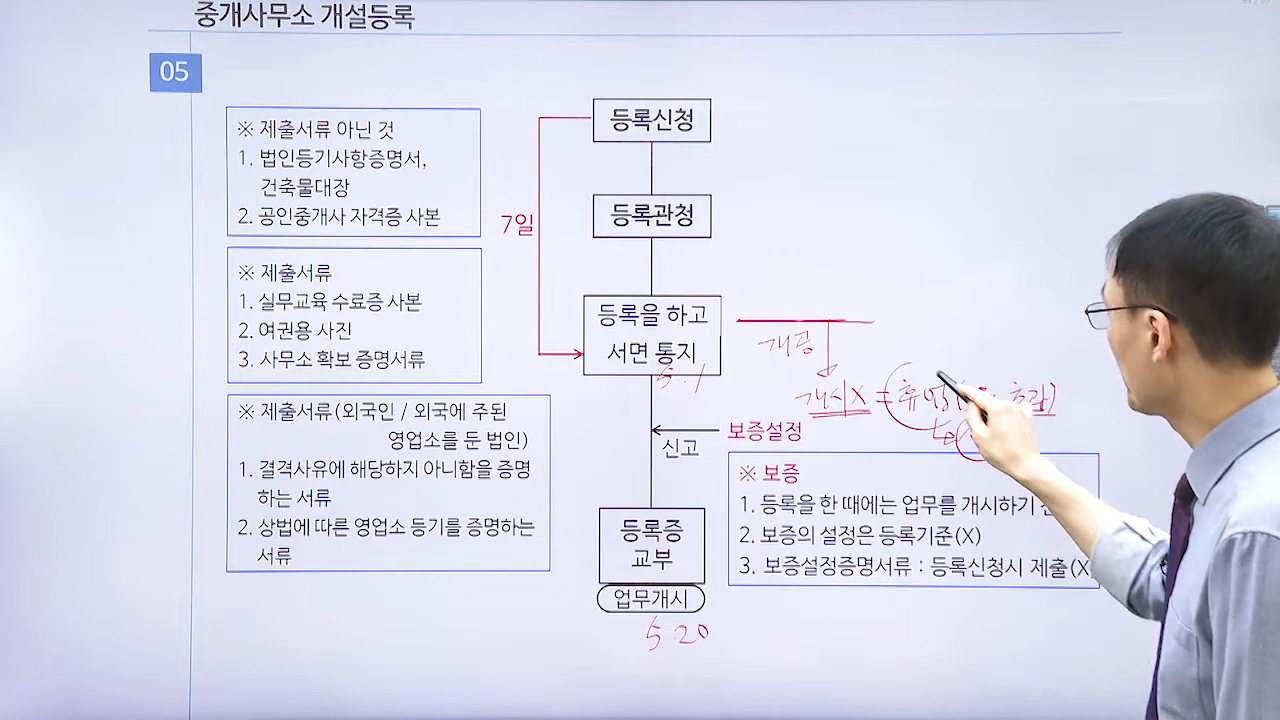 중개사무소 개설등록
05
※ 제출서류 아닌 것
1. 법인등기사항증명서,
건축물대장
2. 공인중개사 자격증 사본
※ 제출서류
1. 실무교육 수료증 사본
2. 여권용 사진
3. 사무소 확보 증명서류
※ 제출서류(외국인 / 외국에 주된
영업소를 둔 법인)
1. 결격사유에 해당하지 아니함을 증명
하는 서류
2. 상법에 따른 영업소 등기를 증명하는
서류
7일
등록신청
등록관청
등록을 하고
서면 통지
5.1
개공
개시X = 휴업(
신고
보증설정
※ 보증
1. 등록을 한 때에는 업무를 개시하기
2. 보증의 설정은 등록기준(X)
3. 보증설정증명서류 : 등록신청시 제출(X
등록증
교부
업무개시
5.20